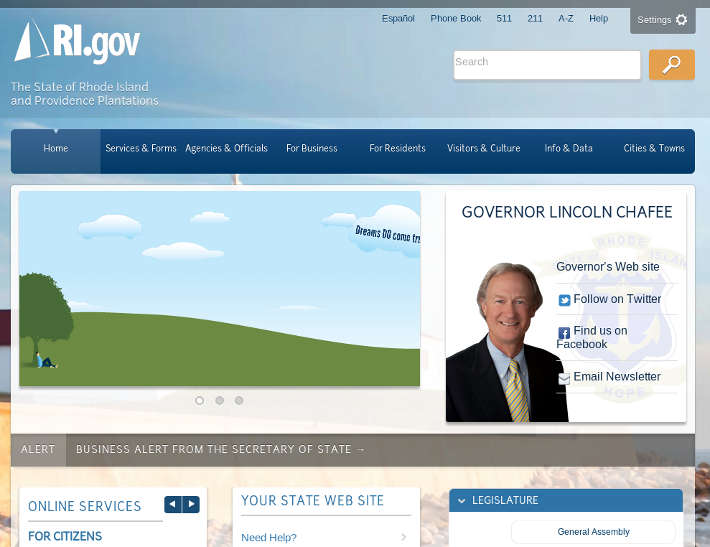 Español Phone Book 511 211 A-Z Help Settings
RI.gov
Search
The State of Rhode Island
and Providence Plantations
Home Services & Forms Agencies & Officials For Business For Residents Visitors & Culture Info & Data Cities & Towns
Dreams DO come
GOVERNOR LINCOLN CHAFEE
RHODE ISLAND
Governor's Web site
Follow on Twitter
Find us on
Facebook
Email Newsletter
HOPE
ALERT BUSINESS ALERT FROM THE SECRETARY OF STATE →
ONLINE SERVICES
FOR CITIZENS
YOUR STATE WEB SITE
Need Help?
LEGISLATURE
General Assembly